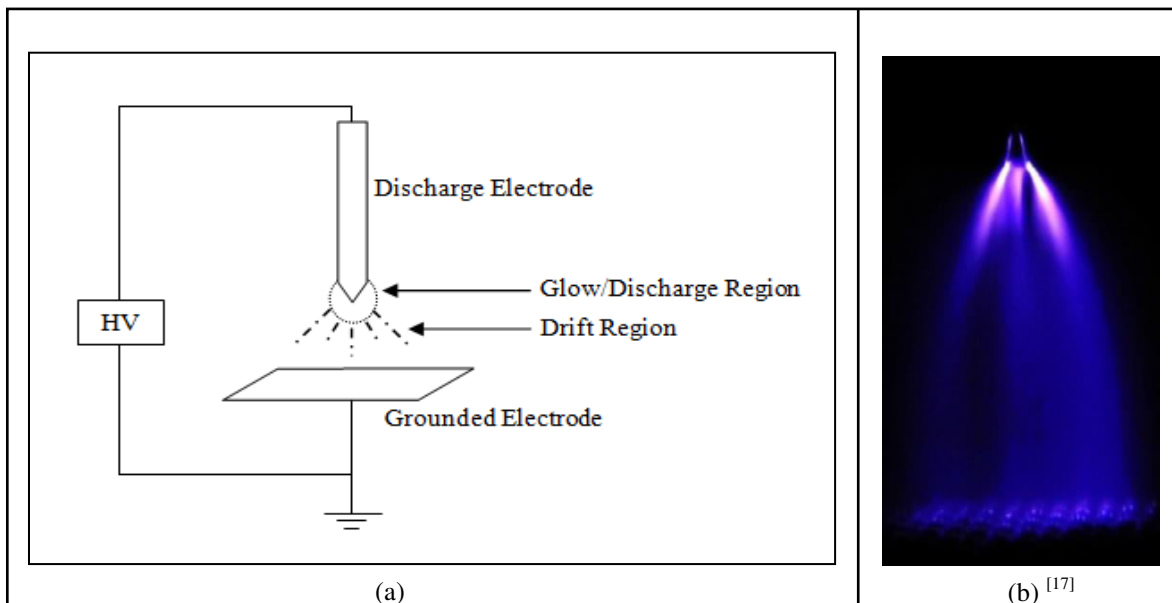 Discharge Electrode
Glow/Discharge Region
HV
Drift Region
Grounded Electrode
(a)
(b) [17]